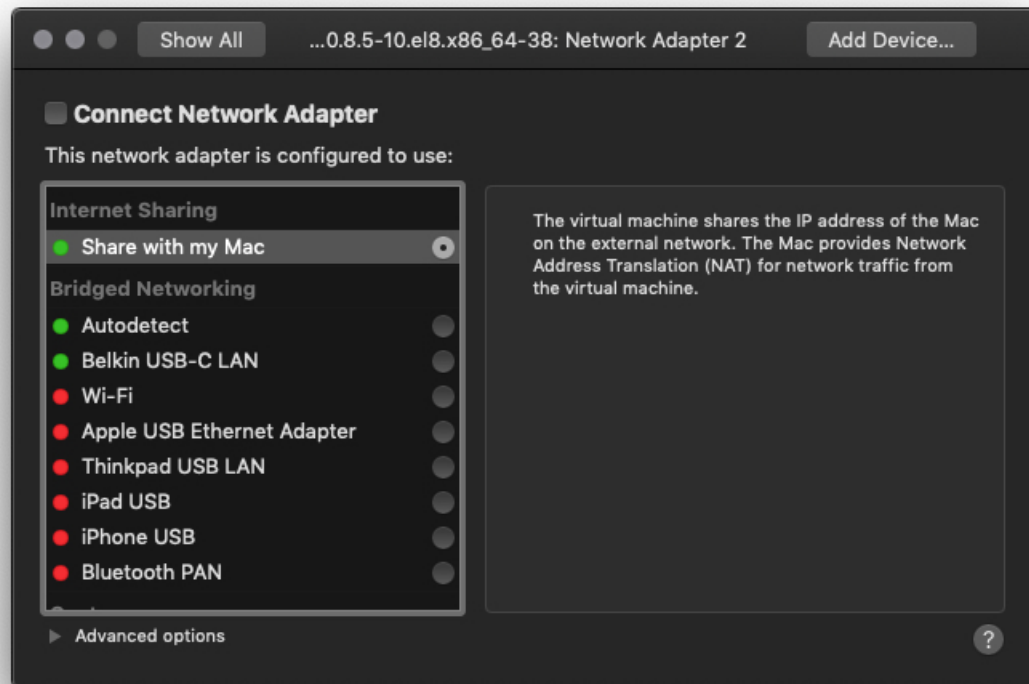 Show All
...0.8.5-10.el8.x86_64-38: Network Adapter 2
Add Device...
Connect Network Adapter
This network adapter is configured to use:
Internet Sharing
Share with my Mac
Bridged Networking
Autodetect
Belkin USB-C LAN
Wi-Fi
Apple USB Ethernet Adapter
Thinkpad USB LAN
iPad USB
iPhone USB
Bluetooth PAN
The virtual machine shares the IP address of the Mac
on the external network. The Mac provides Network
Address Translation (NAT) for network traffic from
the virtual machine.
Advanced options
?